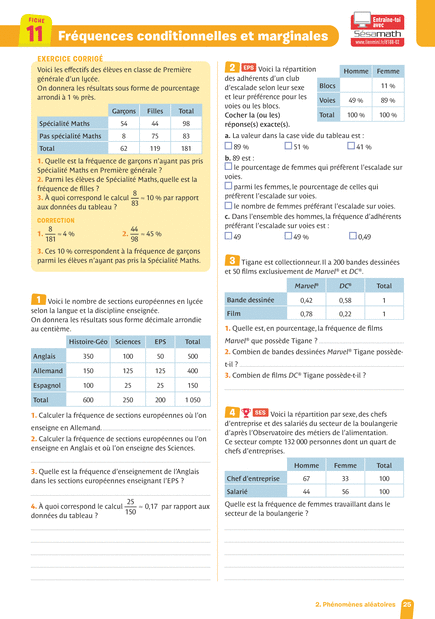 FICHE
11
Fréquences conditionnelles et marginales
Entraîne-toi
avec
Sésamath
EXERCICE CORRIGÉ
Voici les effectifs des élèves en classe de Première
générale d'un lycée.
On donnera les résultats sous forme de pourcentage
arrondi à 1 % près.
Garçons Filles Total
Spécialité Maths 54 44 98
Pas spécialité Maths 8 75 83
Total 62 119 181
1. Quelle est la fréquence de garçons n'ayant pas pris
Spécialité Maths en Première générale ?
2. Parmi les élèves de Spécialité Maths, quelle est la
fréquence de filles ?
3. À quoi correspond le calcul 8/83 ≈ 10 % par rapport
aux données du tableau ?
CORRECTION
1. 8/181 ≈ 4 % 2. 44/98 ≈ 45 %
3. Ces 10 % correspondent à la fréquence de garçons
parmi les élèves n'ayant pas pris la Spécialité Maths.
1 Voici le nombre de sections européennes en lycée
selon la langue et la discipline enseignée.
On donnera les résultats sous forme décimale arrondie
au centième.
Histoire-Géo Sciences EPS Total
Anglais 350 100 50 500
Allemand 150 125 125 400
Espagnol 100 25 25 150
Total 600 250 200 1 050
1. Calculer la fréquence de sections européennes où l'on
enseigne en Allemand.
2. Calculer la fréquence de sections européennes ou l'on
enseigne en Anglais et où l'on enseigne des Sciences.
3. Quelle est la fréquence d'enseignement de l'Anglais
dans les sections européennes enseignant l'EPS ?
4. À quoi correspond le calcul 25/150 ≈ 0,17 par rapport aux
données du tableau ?
2 EPS Voici la répartition
des adhérents d'un club
d'escalade selon leur sexe
et leur préférence pour les
voies ou les blocs.
Cocher la (ou les)
réponse(s) exacte(s).
Homme Femme
Blocs 11 %
Voies 49 % 89 %
Total 100 % 100 %
a. La valeur dans la case vide du tableau est :
89 % 51 % 41 %
b. 89 est :
le pourcentage de femmes qui préfèrent l'escalade sur
voies.
parmi les femmes, le pourcentage de celles qui
préfèrent l'escalade sur voies.
le nombre de femmes préférant l'escalade sur voies.
c. Dans l'ensemble des hommes, la fréquence d'adhérents
préférant l'escalade sur voies est :
49 49 % 0,49
3 Tigane est collectionneur. Il a 200 bandes dessinées
et 50 films exclusivement de Marvel® et DC®.
Marvel® DC® Total
Bande dessinée 0,42 0,58 1
Film 0,78 0,22 1
1. Quelle est, en pourcentage, la fréquence de films
Marvel® que possède Tigane ?
2. Combien de bandes dessinées Marvel® Tigane possède-
t-il ?
3. Combien de films DC® Tigane possède-t-il ?
4 SES Voici la répartition par sexe, des chefs
d'entreprise et des salariés du secteur de la boulangerie
d'après l'Observatoire des métiers de l'alimentation.
Ce secteur compte 132 000 personnes dont un quart de
chefs d'entreprises.
Homme Femme Total
Chef d'entreprise 67 33 100
Salarié 44 56 100
Quelle est la fréquence de femmes travaillant dans le
secteur de la boulangerie ?
2. Phénomènes aléatoires 25